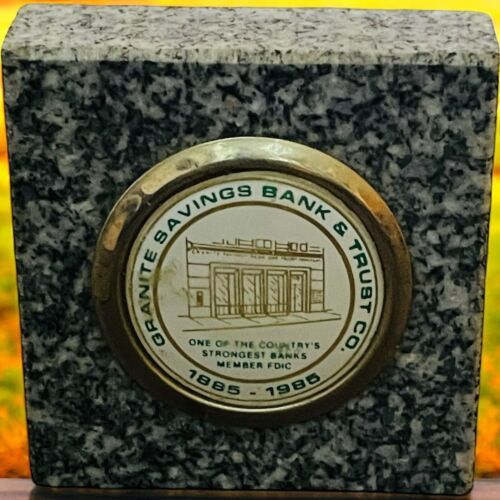 GRANITE SAVINGS BANK & TRUST CO.
ONE OF THE COUNTRY'S
STRONGEST BANKS
MEMBER FDIC
1885 - 1985